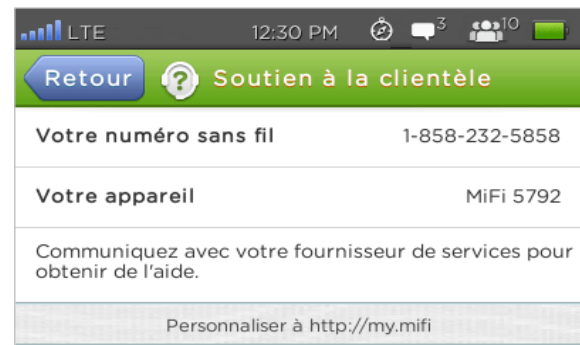 LTE 12:30 PM 3 10
Retour Soutien à la clientèle
Votre numéro sans fil 1-858-232-5858
Votre appareil MiFi 5792
Communiquez avec votre fournisseur de services pour
obtenir de l'aide.
Personnaliser à http://my.mifi